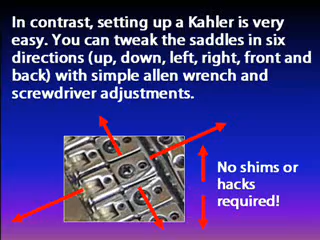 In contrast, setting up a Kahler is very
easy. You can tweak the saddles in six
directions (up, down, left, right, front and
back) with simple allen wrench and
screwdriver adjustments.
No shims or
hacks
required!